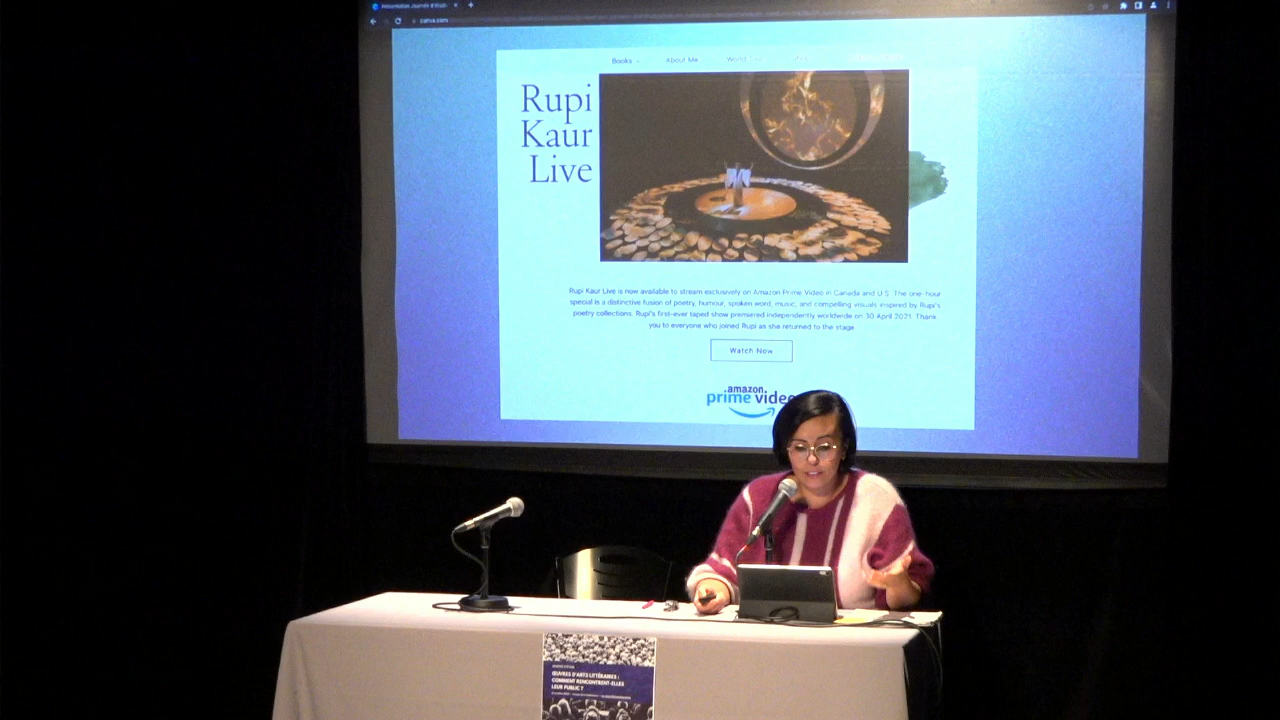 canva.com
Books
About Me
World Tour
Rupi
Kaur
Live
Rupi Kaur Live is now available to stream exclusively on Amazon Prime Video in Canada and U.S. The one-hour
special is a distinctive fusion of poetry, humour, spoken word, music, and compelling visuals inspired by Rupi's
poetry collections. Rupi's first-ever taped show premiered independently worldwide on 30 April 2021. Thank
you to everyone who joined Rupi as she returned to the stage
Watch Now
amazon
prime video
ŒUVRES D'ARTS LITTÉRAIRES :
COMMENT RENCONTRENT-ELLES
LEUR PUBLIC ?